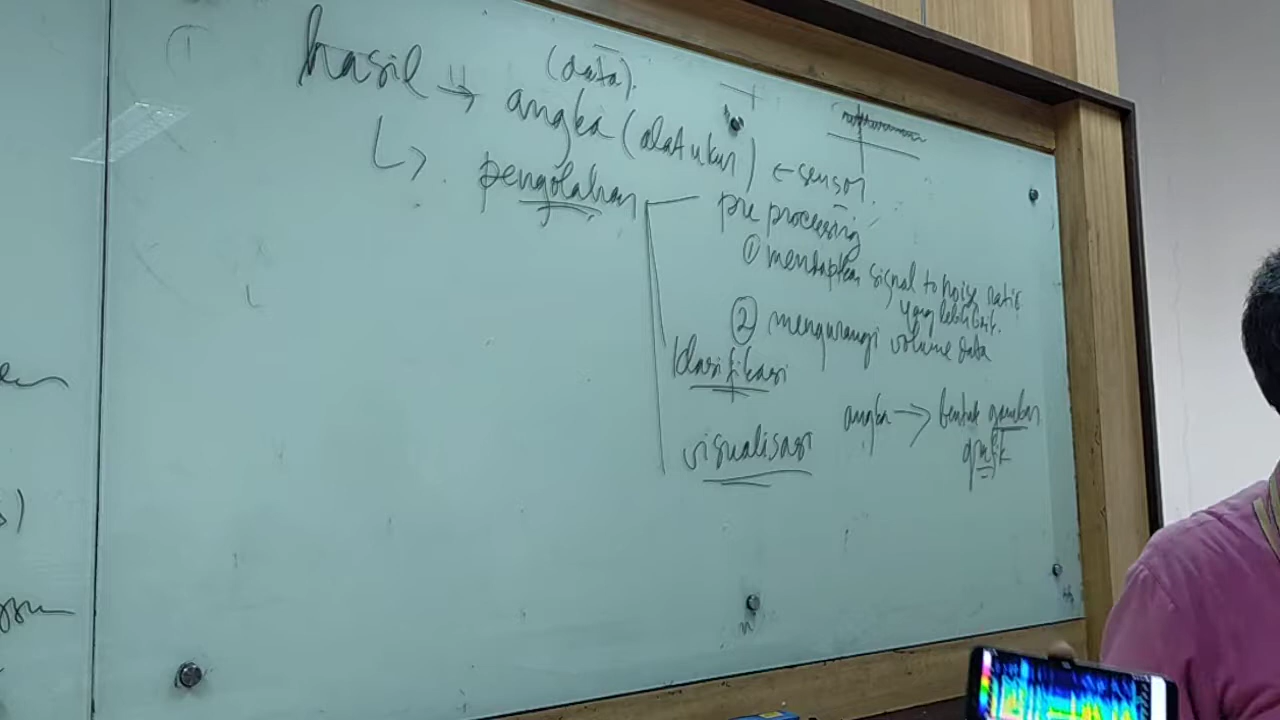 hasil → (data).
angka (alat ukur) ← sensor.
↳ pengolahan
pre processing
① mendaptkan signal to noise ratio
yang lebih baik.
② mengurangi volume data
klasifikasi
visualisasi
angka → bentuk gambar
grafik